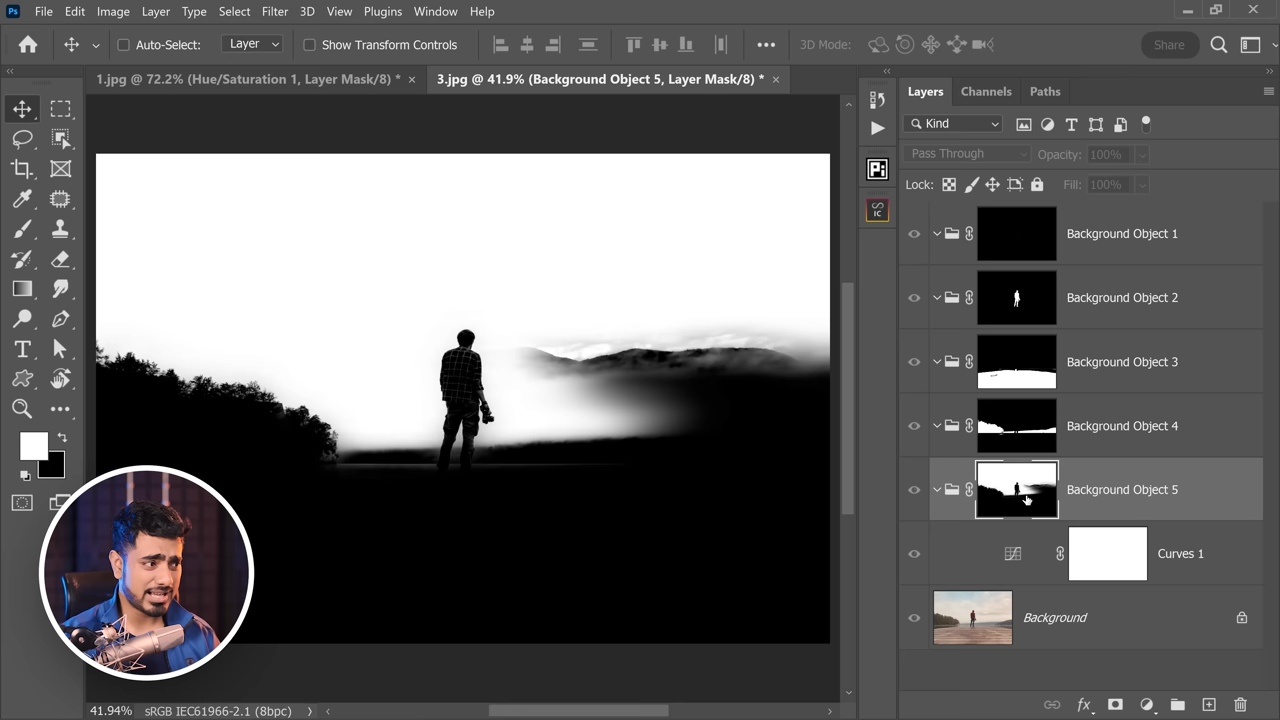 Ps File Edit Image Layer Type Select Filter 3D View Plugins Window Help
Auto-Select: Layer Show Transform Controls 3D Mode: Share
1.jpg @ 72.2% (Hue/Saturation 1, Layer Mask/8) * 3.jpg @ 41.9% (Background Object 5, Layer Mask/8) *
Layers Channels Paths
Kind
Pass Through Opacity: 100%
Pi
Lock: Fill: 100%
IC
Background Object 1
Background Object 2
Background Object 3
Background Object 4
Background Object 5
Curves 1
Background
fx
41.94% sRGB IEC61966-2.1 (8bpc)